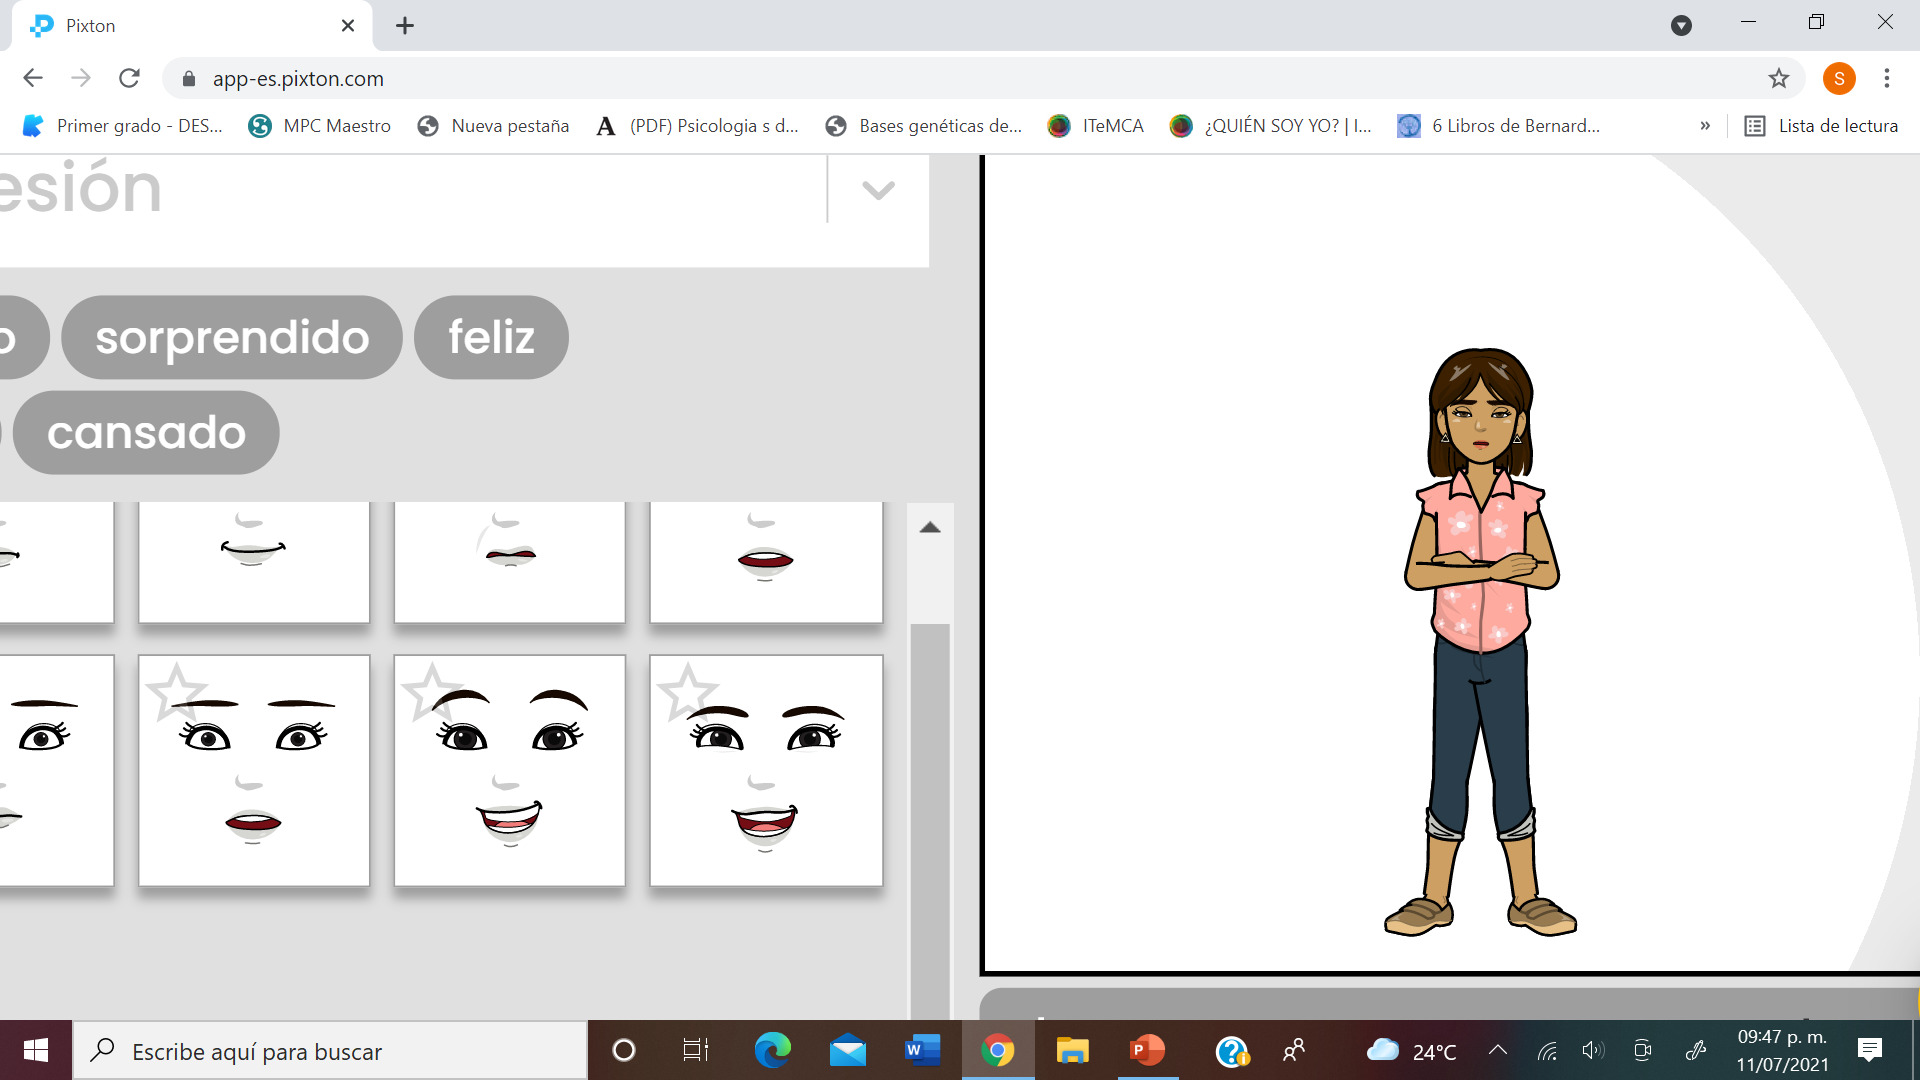 Pixton
app-es.pixton.com
S
Primer grado - DES...
MPC Maestro
Nueva pestaña
A
(PDF) Psicologia s d...
Bases genéticas de...
ITeMCA
¿QUIÉN SOY YO? | I...
6 Libros de Bernard...
»
Lista de lectura
esión
o
sorprendido
feliz
cansado
Escribe aquí para buscar
W
P
?
24°C
09:47 p. m.
11/07/2021